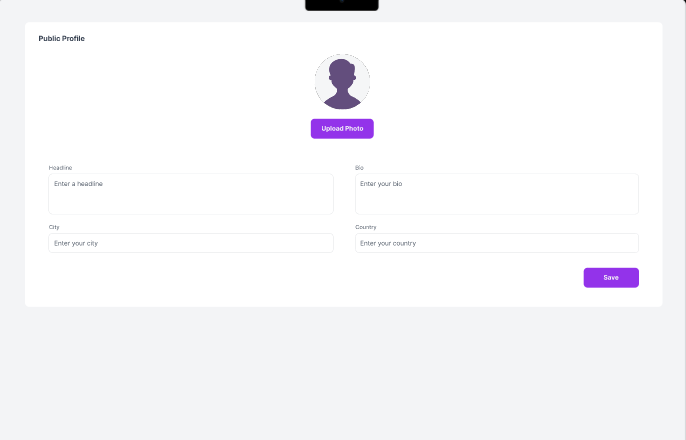 Public Profile
Upload Photo
Headline
Enter a headline
Bio
Enter your bio
City
Enter your city
Country
Enter your country
Save